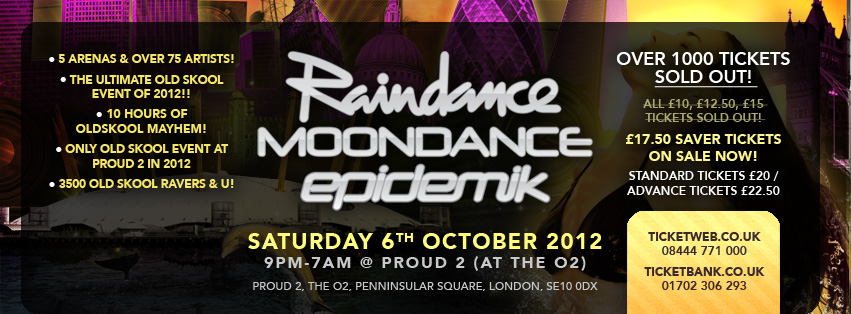 ● 5 ARENAS & OVER 75 ARTISTS!
● THE ULTIMATE OLD SKOOL
EVENT OF 2012!!
● 10 HOURS OF
OLDSKOOL MAYHEM!
● ONLY OLD SKOOL EVENT AT
PROUD 2 IN 2012
● 3500 OLD SKOOL RAVERS & U!
Raindance
MOONDANCE
epidemik
SATURDAY 6TH OCTOBER 2012
9PM-7AM @ PROUD 2 (AT THE O2)
PROUD 2, THE O2, PENNINSULAR SQUARE, LONDON, SE10 0DX
OVER 1000 TICKETS
SOLD OUT!
ALL £10, £12.50, £15
TICKETS SOLD OUT!
£17.50 SAVER TICKETS
ON SALE NOW!
STANDARD TICKETS £20 /
ADVANCE TICKETS £22.50
TICKETWEB.CO.UK
08444 771 000
TICKETBANK.CO.UK
01702 306 293